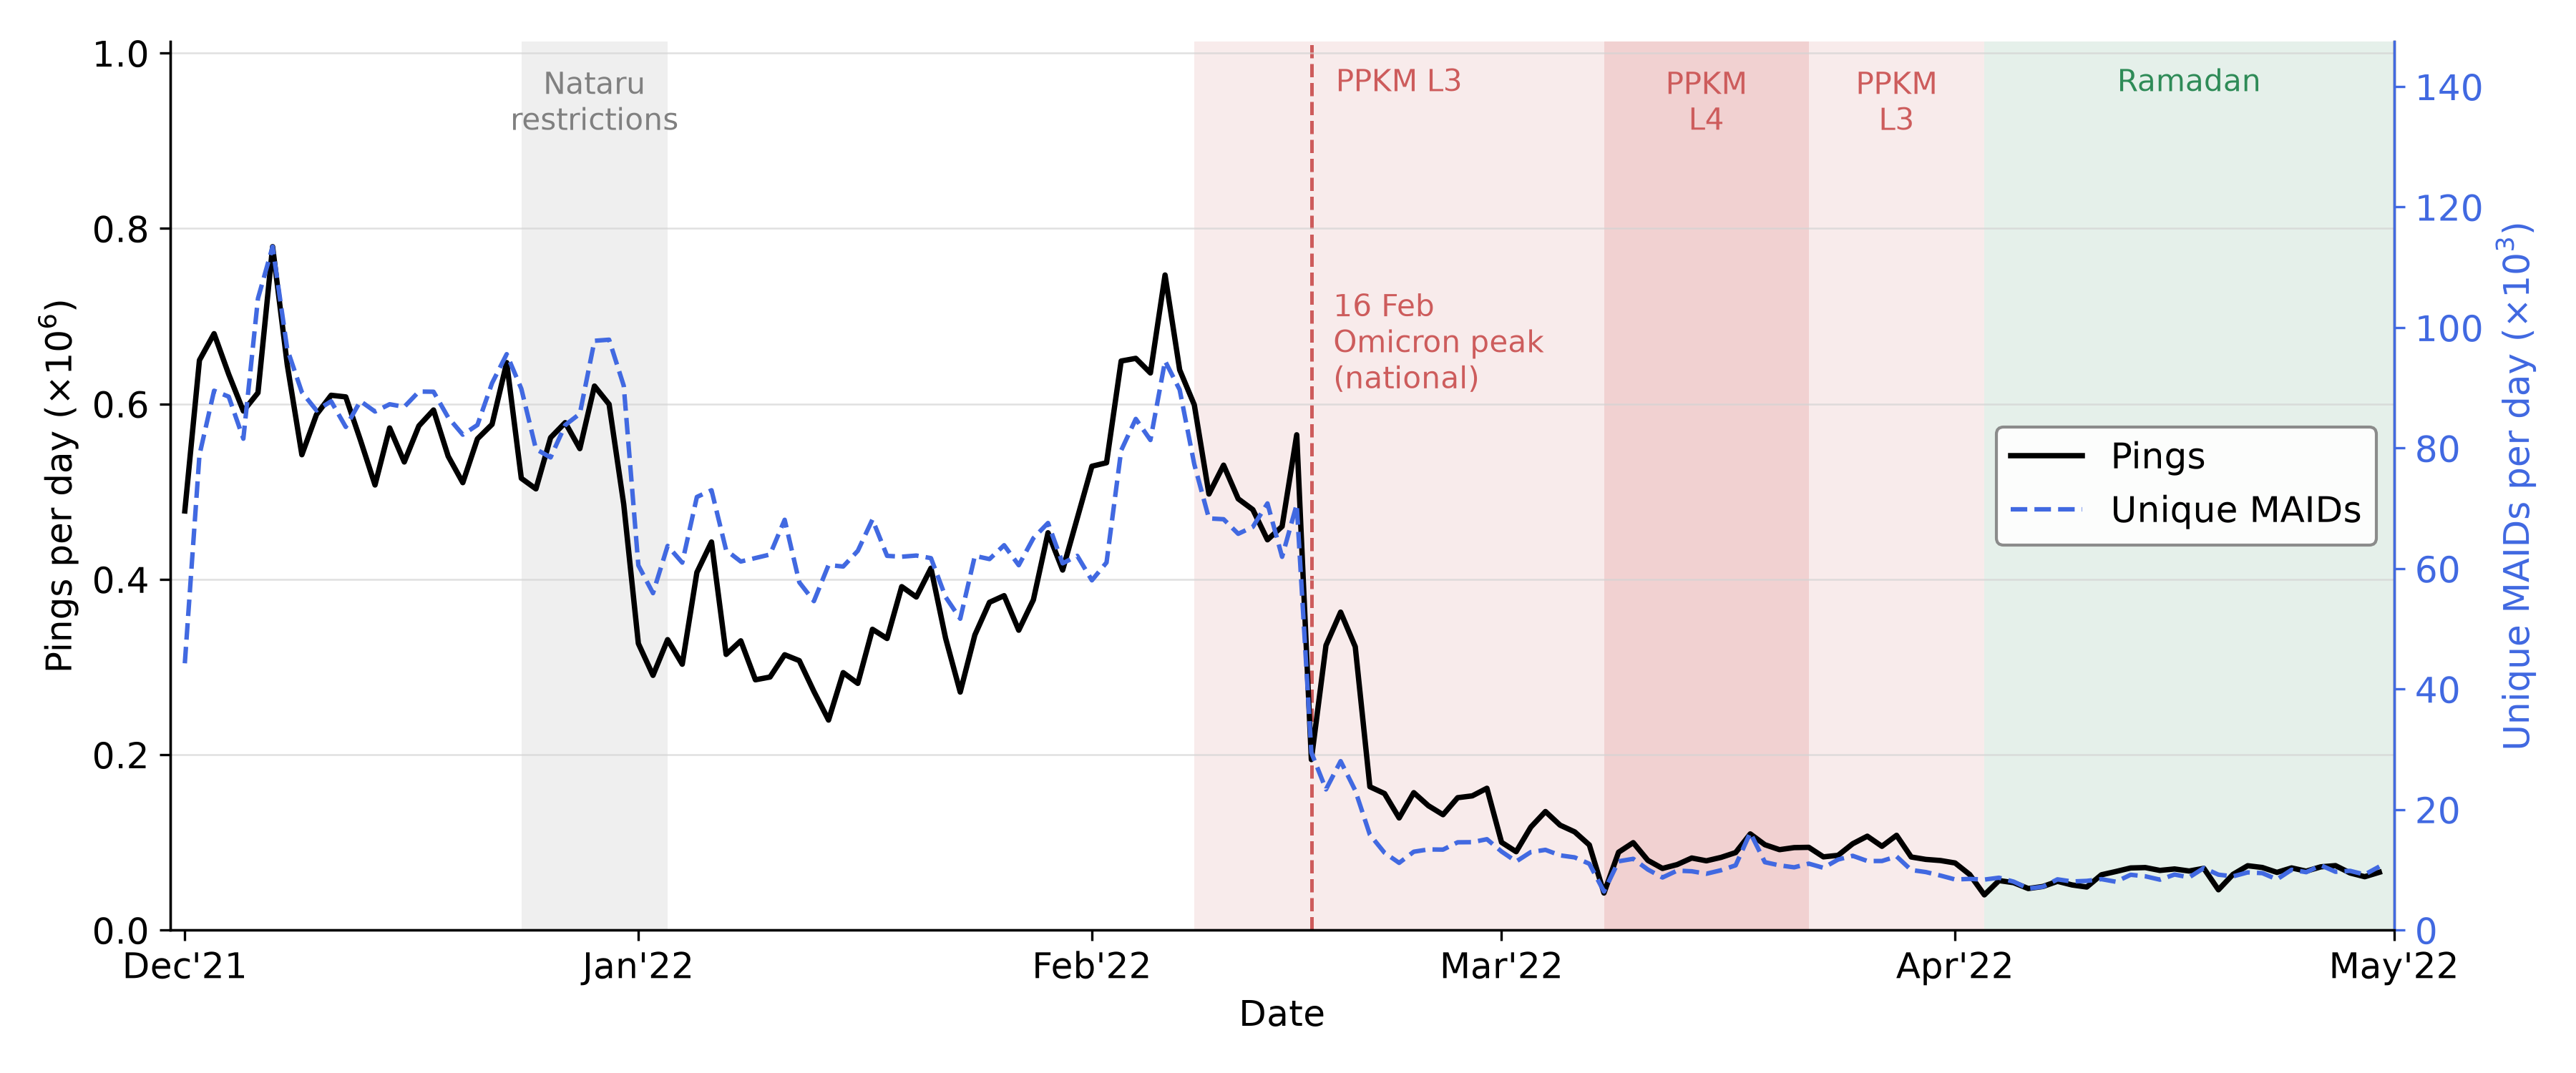 Nataru
restrictions
PPKM L3
PPKM
L4
PPKM
L3
Ramadan
16 Feb
Omicron peak
(national)
Pings
Unique MAIDs
Pings per day (×10⁶)
1.0
0.8
0.6
0.4
0.2
0.0
Unique MAIDs per day (×10³)
140
120
100
80
60
40
20
0
Dec'21
Jan'22
Feb'22
Mar'22
Apr'22
May'22
Date